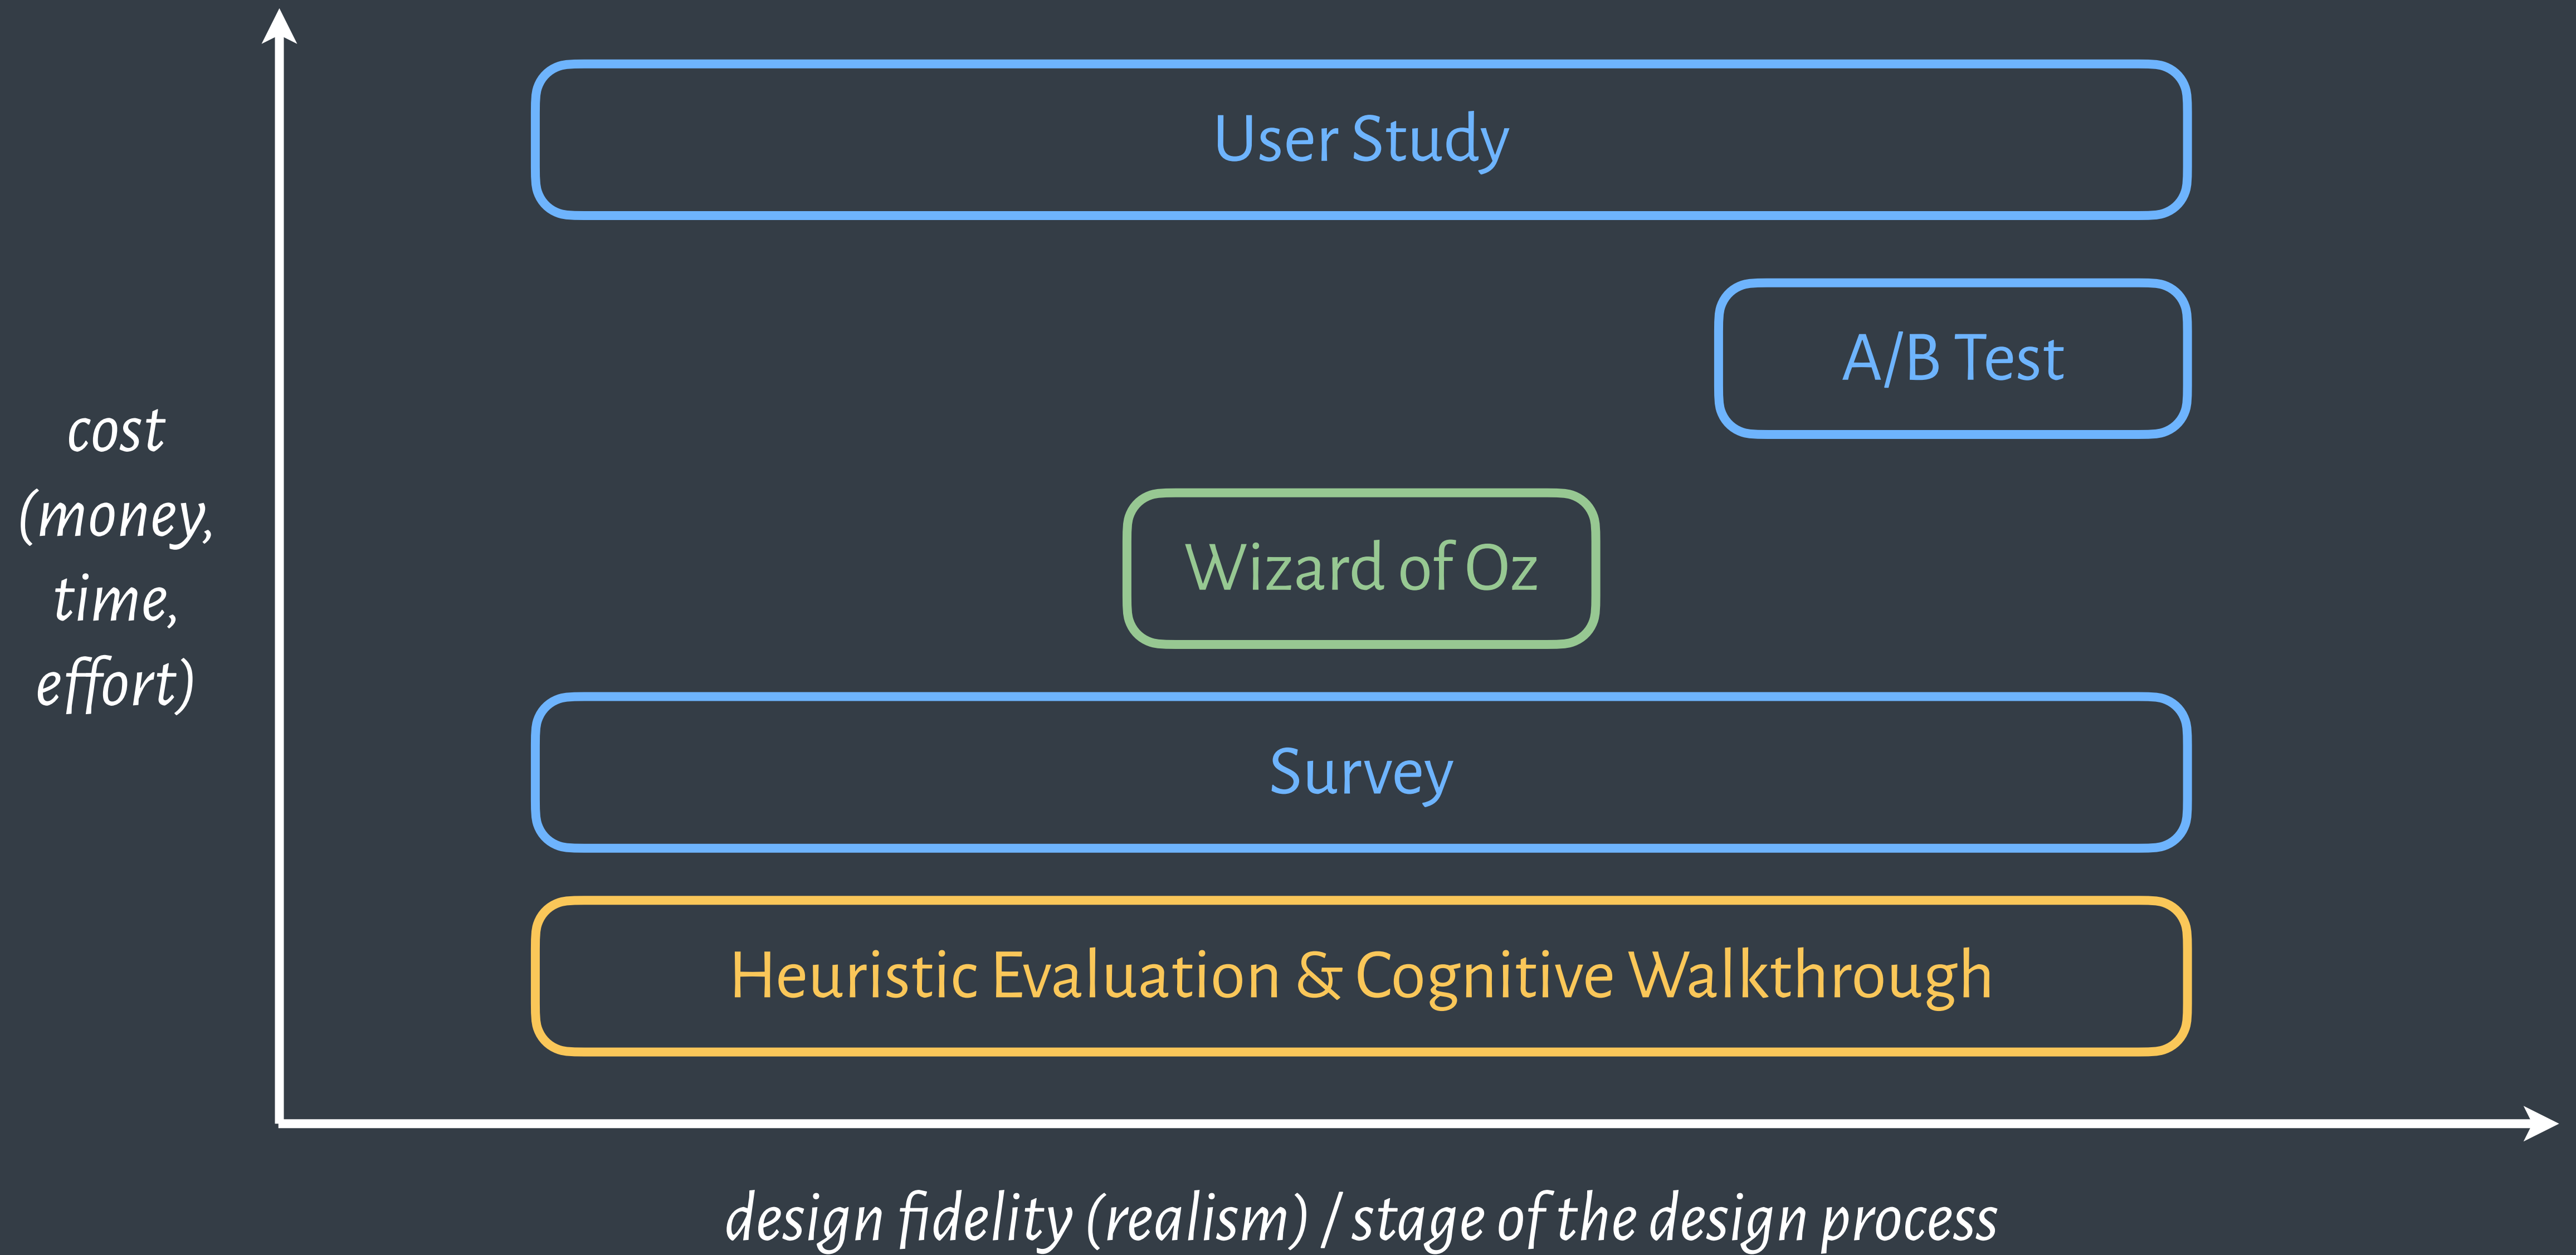 User Study
A/B Test
cost
(money,
time,
effort)
Wizard of Oz
Survey
Heuristic Evaluation & Cognitive Walkthrough
design fidelity (realism) / stage of the design process